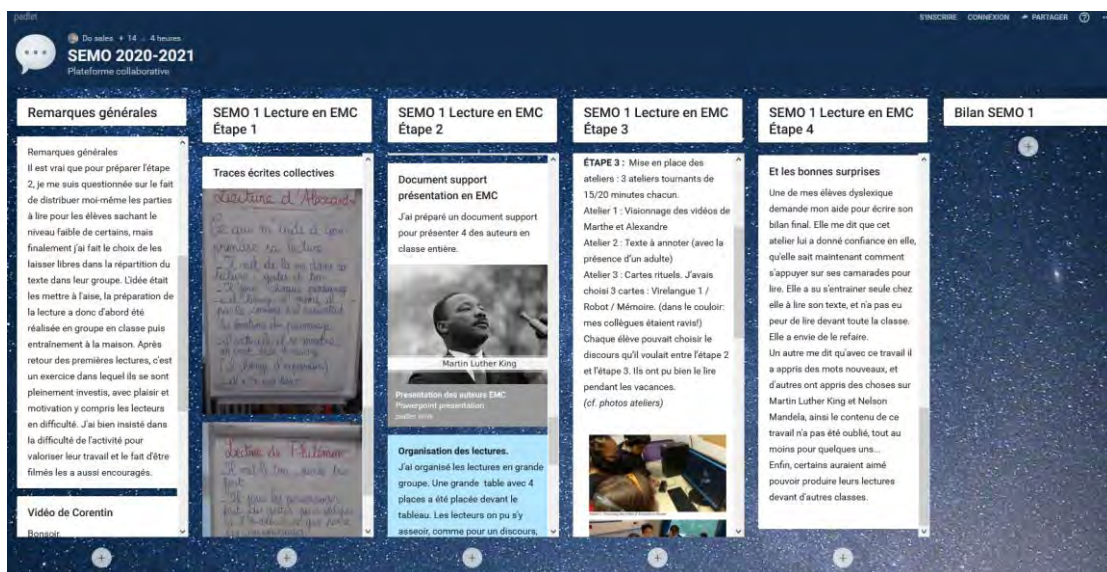 padlet
S'INSCRIRE CONNEXION PARTAGER
Do sales + 14 4 heures
SEMO 2020-2021
Plateforme collaborative
Remarques générales
Remarques générales
Il est vrai que pour préparer l'étape
2, je me suis questionnée sur le fait
de distribuer moi-même les parties
à lire pour les élèves sachant le
niveau faible de certains, mais
finalement j'ai fait le choix de les
laisser libres dans la répartition du
texte dans leur groupe. L'idée était
les mettre à l'aise, la préparation de
la lecture a donc d'abord été
réalisée en groupe en classe puis
entraînement à la maison. Après
retour des premières lectures, c'est
un exercice dans lequel ils se sont
pleinement investis, avec plaisir et
motivation y compris les lecteurs
en difficulté. J'ai bien insisté dans
la difficulté de l'activité pour
valoriser leur travail et le fait d'être
filmés les a aussi encouragés.
Vidéo de Corentin
Bonsoir.
SEMO 1 Lecture en EMC
Étape 1
Traces écrites collectives
Lecture d'Alexandre
Lecture de Philémon
SEMO 1 Lecture en EMC
Étape 2
Document support
présentation en EMC
J'ai préparé un document support
pour présenter 4 des auteurs en
classe entière.
Martin Luther King
Presentation des auteurs EMC
Powerpoint presentation
padlet drive
Organisation des lectures.
J'ai organisé les lectures en grande
groupe. Une grande table avec 4
places a été placée devant le
tableau. Les lecteurs on pu s'y
asseoir, comme pour un discours,
SEMO 1 Lecture en EMC
Étape 3
ÉTAPE 3 : Mise en place des
ateliers : 3 ateliers tournants de
15/20 minutes chacun.
Atelier 1 : Visionnage des vidéos de
Marthe et Alexandre
Atelier 2 : Texte à annoter (avec la
présence d'un adulte)
Atelier 3 : Cartes rituels. J'avais
choisi 3 cartes : Virelangue 1 /
Robot / Mémoire. (dans le couloir:
mes collègues étaient ravis!)
Chaque élève pouvait choisir le
discours qu'il voulait entre l'étape 2
et l'étape 3. Ils ont pu bien le lire
pendant les vacances.
(cf. photos ateliers)
SEMO 1 Lecture en EMC
Étape 4
Et les bonnes surprises
Une de mes élèves dyslexique
demande mon aide pour écrire son
bilan final. Elle me dit que cet
atelier lui a donné confiance en elle,
qu'elle sait maintenant comment
s'appuyer sur ses camarades pour
lire. Elle a su s'entrainer seule chez
elle à lire son texte, et n'a pas eu
peur de lire devant toute la classe.
Elle a envie de le refaire.
Un autre me dit qu'avec ce travail il
a appris des mots nouveaux, et
d'autres ont appris des choses sur
Martin Luther King et Nelson
Mandela, ainsi le contenu de ce
travail n'a pas été oublié, tout au
moins pour quelques uns...
Enfin, certains auraient aimé
pouvoir produire leurs lectures
devant d'autres classes.
Bilan SEMO 1